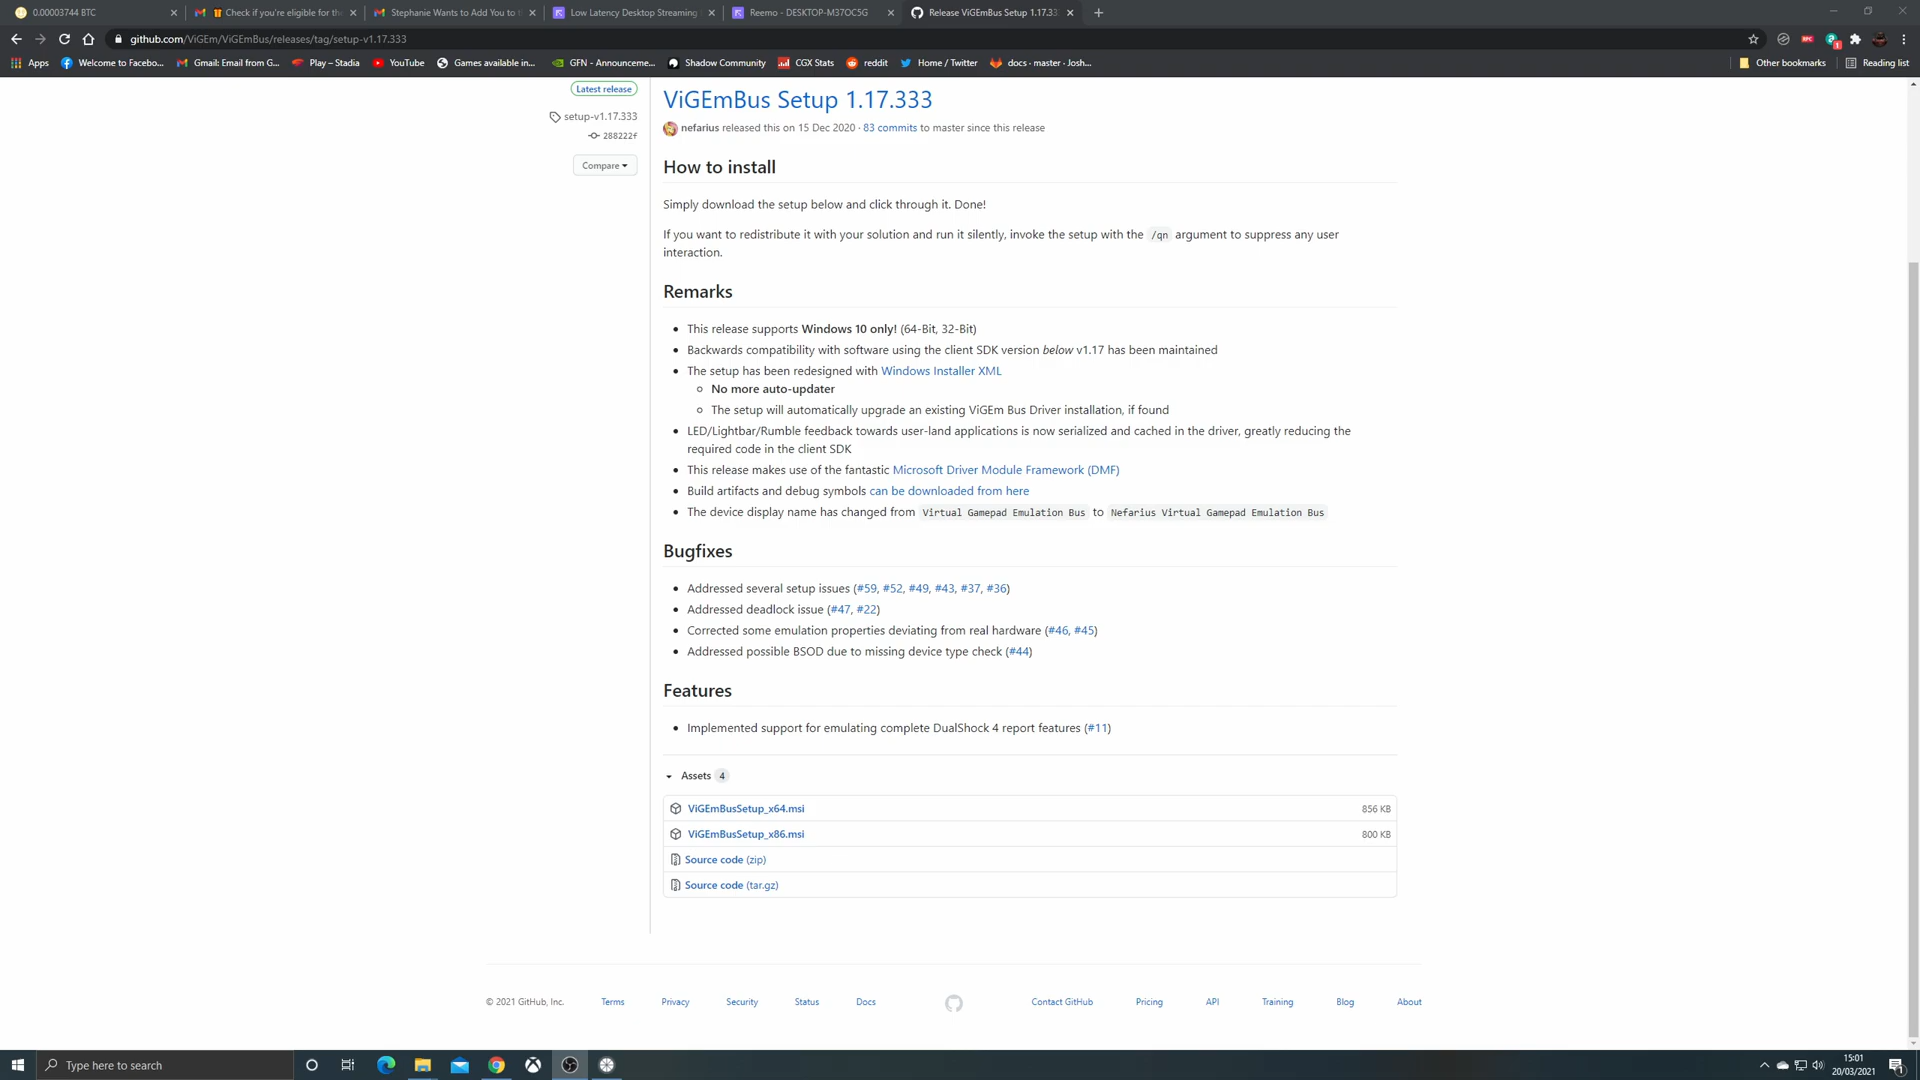 0.00003744 BTC
Check if you're eligible for the
Stephanie Wants to Add You to t
Low Latency Desktop Streaming
Reemo - DESKTOP-M37OC5G
Release ViGEmBus Setup 1.17.33
github.com/ViGEm/ViGEmBus/releases/tag/setup-v1.17.333
Apps
Welcome to Facebo...
Gmail: Email from G...
Play – Stadia
YouTube
Games available in...
GFN - Announceme...
Shadow Community
CGX Stats
reddit
Home / Twitter
docs · master · Josh...
Other bookmarks
Reading list
Latest release
setup-v1.17.333
288222f
Compare
ViGEmBus Setup 1.17.333
nefarius released this on 15 Dec 2020 · 83 commits to master since this release
How to install
Simply download the setup below and click through it. Done!
If you want to redistribute it with your solution and run it silently, invoke the setup with the /qn argument to suppress any user
interaction.
Remarks
This release supports Windows 10 only! (64-Bit, 32-Bit)
Backwards compatibility with software using the client SDK version below v1.17 has been maintained
The setup has been redesigned with Windows Installer XML
No more auto-updater
The setup will automatically upgrade an existing ViGEm Bus Driver installation, if found
LED/Lightbar/Rumble feedback towards user-land applications is now serialized and cached in the driver, greatly reducing the
required code in the client SDK
This release makes use of the fantastic Microsoft Driver Module Framework (DMF)
Build artifacts and debug symbols can be downloaded from here
The device display name has changed from Virtual Gamepad Emulation Bus to Nefarius Virtual Gamepad Emulation Bus
Bugfixes
Addressed several setup issues (#59, #52, #49, #43, #37, #36)
Addressed deadlock issue (#47, #22)
Corrected some emulation properties deviating from real hardware (#46, #45)
Addressed possible BSOD due to missing device type check (#44)
Features
Implemented support for emulating complete DualShock 4 report features (#11)
Assets 4
ViGEmBusSetup_x64.msi 856 KB
ViGEmBusSetup_x86.msi 800 KB
Source code (zip)
Source code (tar.gz)
© 2021 GitHub, Inc. Terms Privacy Security Status Docs Contact GitHub Pricing API Training Blog About
Type here to search
15:01
20/03/2021